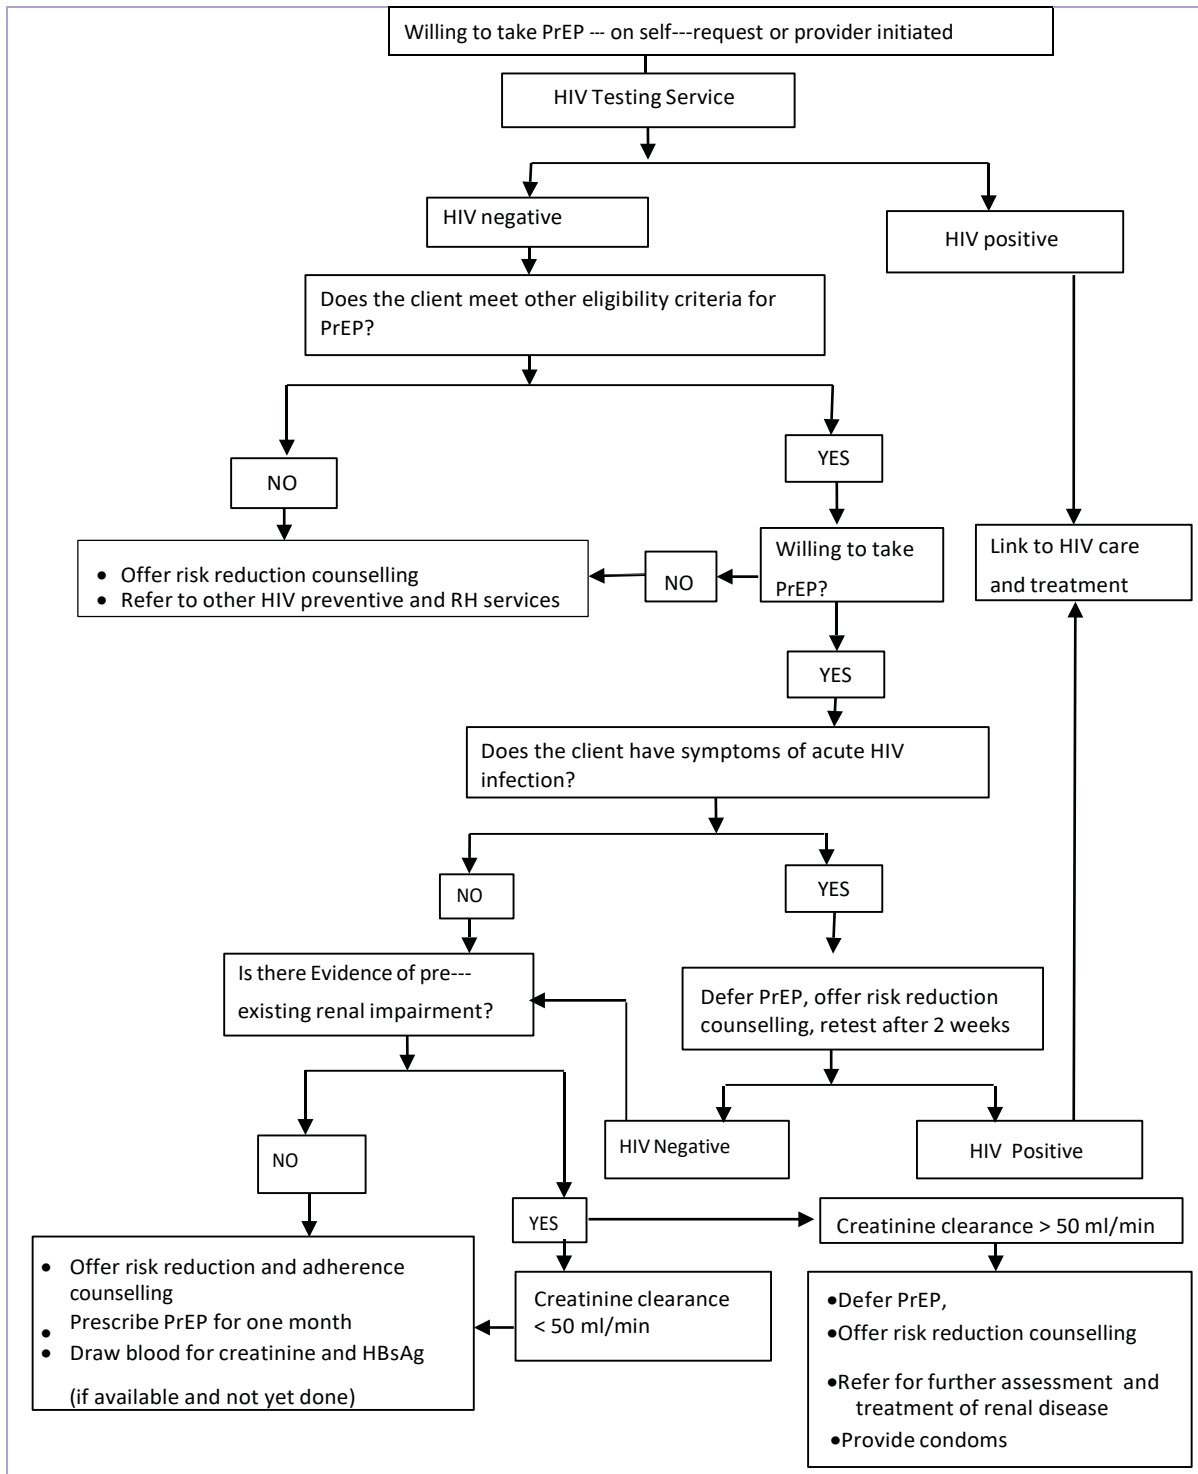 Willing to take PrEP --- on self---request or provider initiated
HIV Testing Service
HIV negative
HIV positive
Does the client meet other eligibility criteria for
PrEP?
NO
YES
• Offer risk reduction counselling
• Refer to other HIV preventive and RH services
NO
Willing to take
PrEP?
Link to HIV care
and treatment
YES
Does the client have symptoms of acute HIV
infection?
NO
YES
Is there Evidence of pre---
existing renal impairment?
Defer PrEP, offer risk reduction
counselling, retest after 2 weeks
NO
HIV Negative
HIV Positive
YES
Creatinine clearance > 50 ml/min
• Offer risk reduction and adherence
counselling
• Prescribe PrEP for one month
• Draw blood for creatinine and HBsAg
(if available and not yet done)
Creatinine clearance
< 50 ml/min
•Defer PrEP,
•Offer risk reduction counselling
•Refer for further assessment and
treatment of renal disease
•Provide condoms